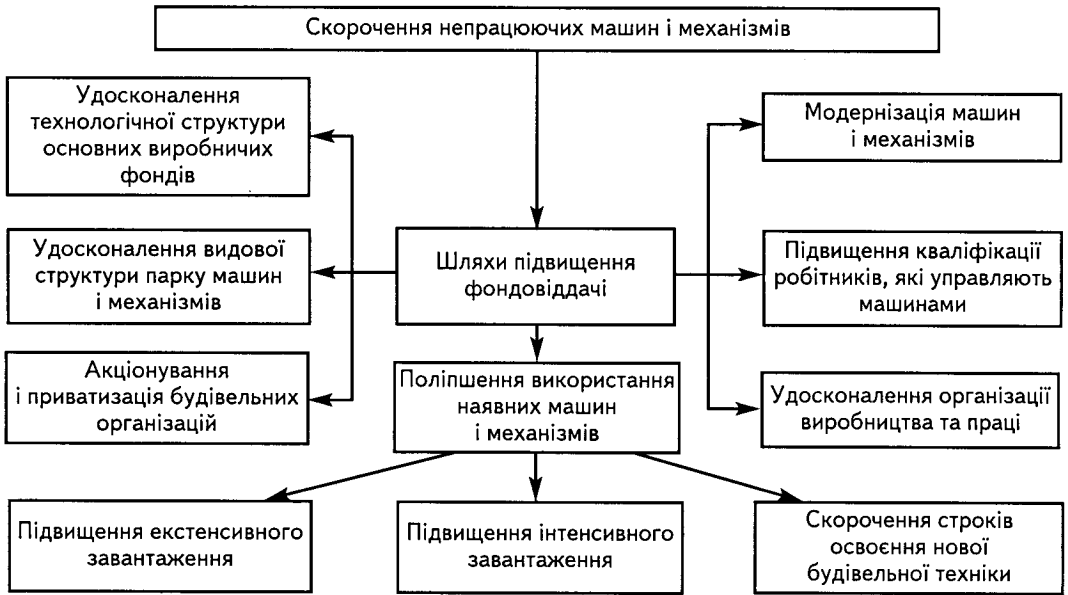 Скорочення непрацюючих машин і механізмів
Удосконалення
технологічної структури
основних виробничих
фондів
Модернізація машин
і механізмів
Удосконалення видової
структури парку машин
і механізмів
Шляхи підвищення
фондовіддачі
Підвищення кваліфікації
робітників, які управляють
машинами
Акціонування
і приватизація будівельних
організацій
Поліпшення використання
наявних машин
і механізмів
Удосконалення організації
виробництва та праці
Підвищення екстенсивного
завантаження
Підвищення інтенсивного
завантаження
Скорочення строків
освоєння нової
будівельної техніки